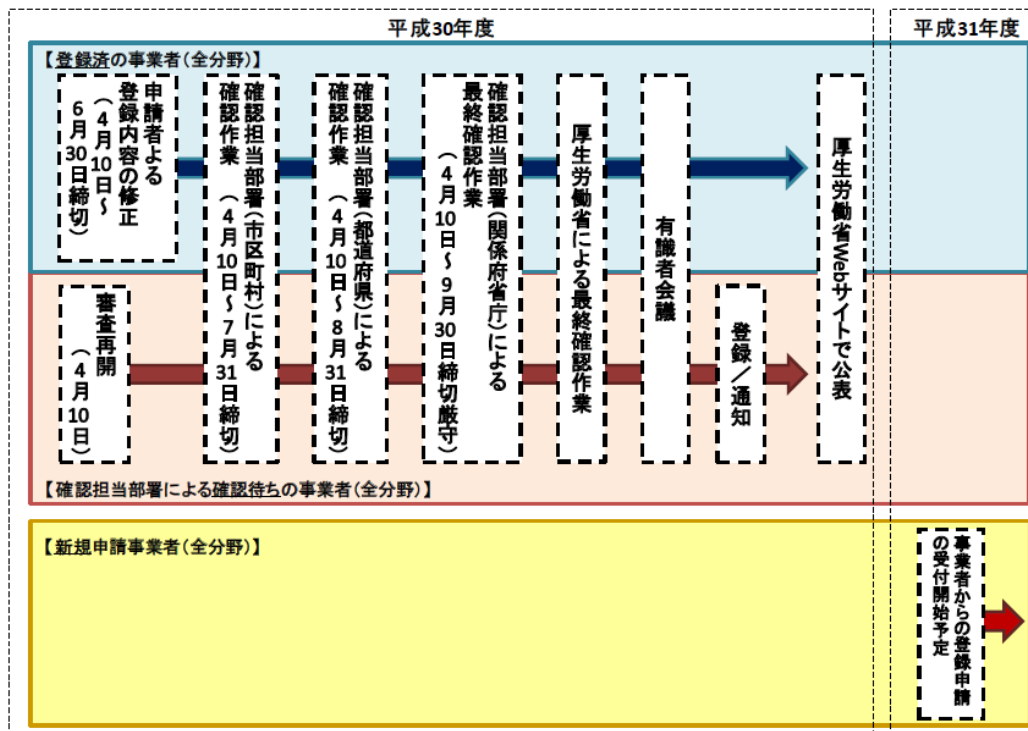 平成30年度
平成31年度
【登録済の事業者(全分野)】
申請者よる
登録内容の修正
(4月10日～
6月30日締切)
確認担当部署(市区町村)による
確認作業 (4月10日～7月31日締切)
確認担当部署(都道府県)による
確認作業 (4月10日～8月31日締切)
確認担当部署(関係府省庁)による
最終確認作業
(4月10日～9月30日締切厳守)
厚生労働省による最終確認作業
有識者会議
厚生労働省Webサイトで公表
審査再開
(4月10日)
登録／通知
【確認担当部署による確認待ちの事業者(全分野)】
【新規申請事業者(全分野)】
事業者からの登録申請
の受付開始予定